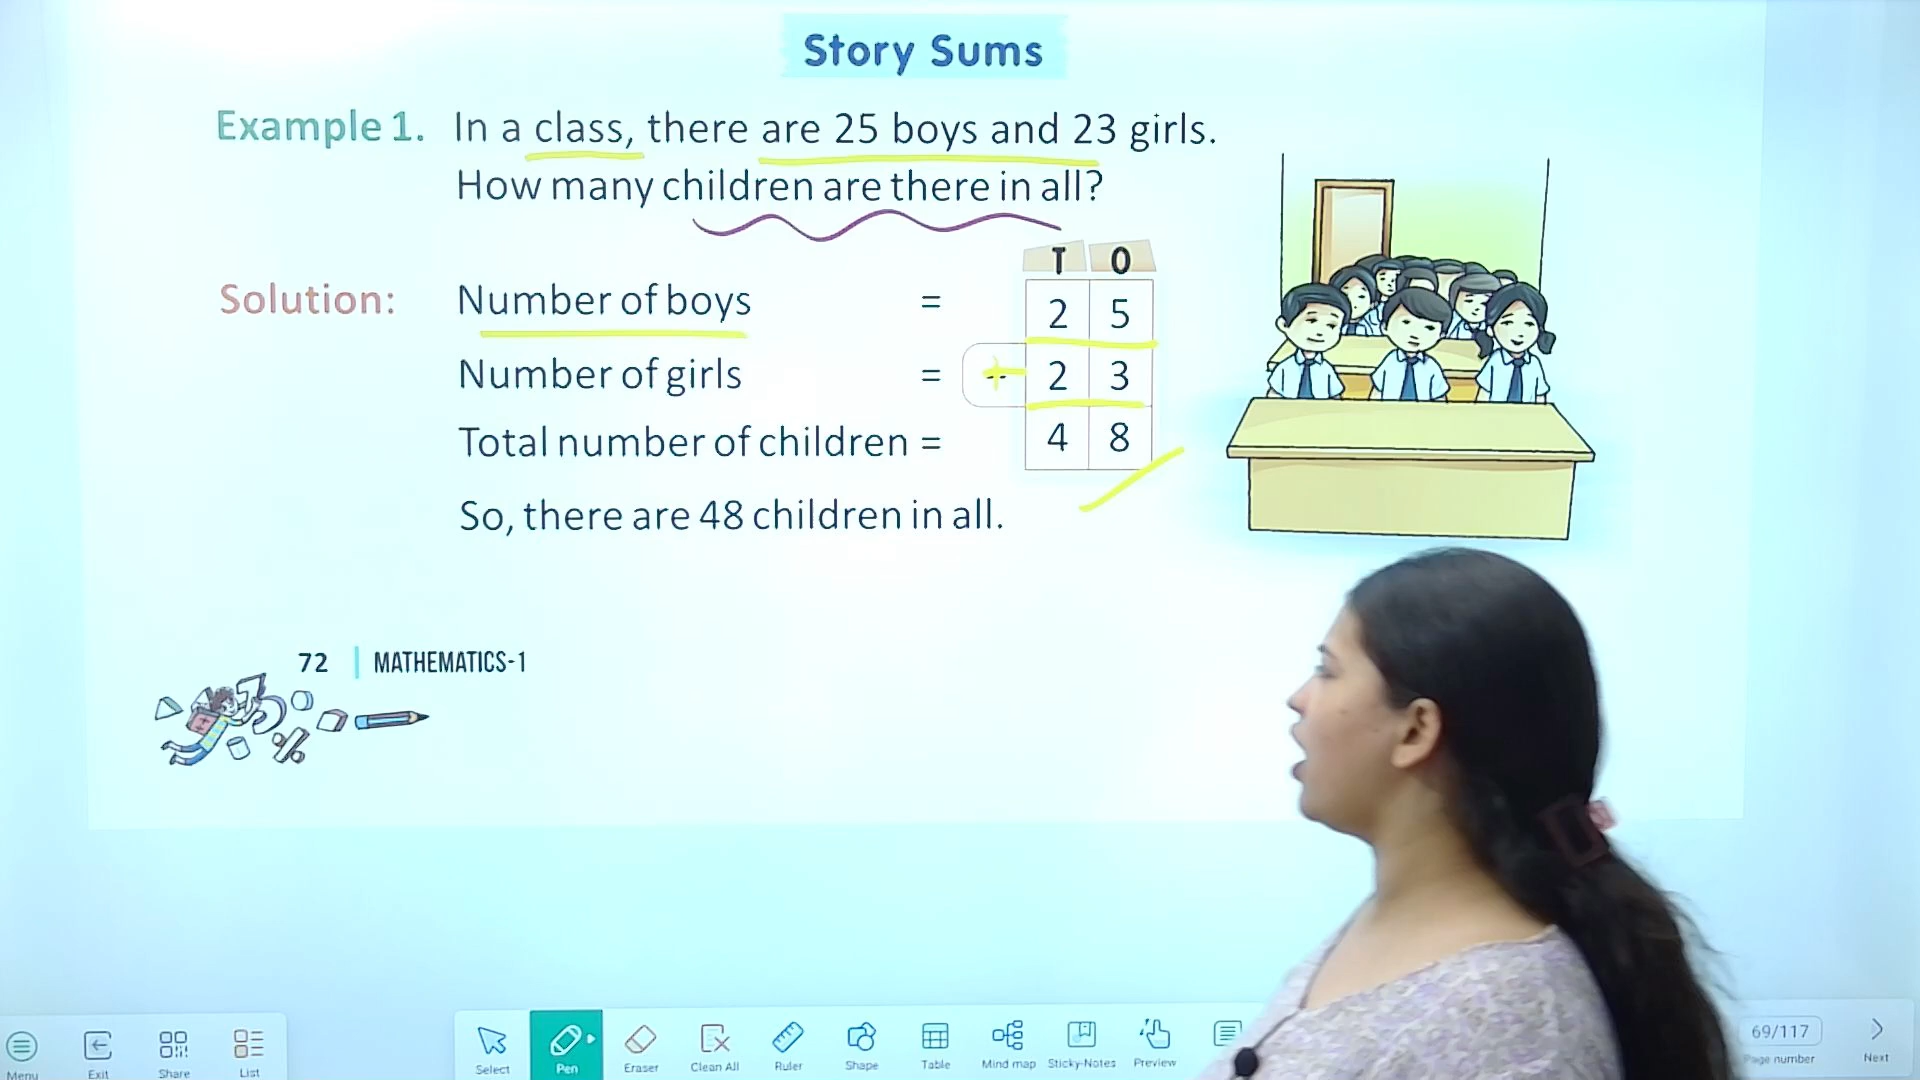 Story Sums
Example 1. In a class, there are 25 boys and 23 girls.
How many children are there in all?
T O
Solution: Number of boys = 2 5
Number of girls = + 2 3
Total number of children = 4 8
So, there are 48 children in all.
72 | MATHEMATICS-1
Menu Exit Share List Select Pen Eraser Clean All Ruler Shape Table Mind map Sticky-Notes Preview 69/117 Page number Next